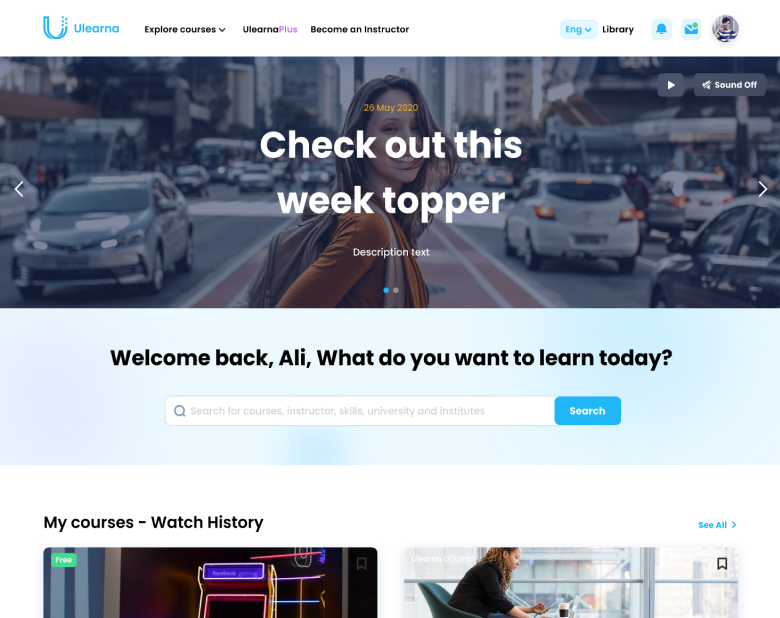 Ulearna
Explore courses
UlearnaPlus
Become an Instructor
Eng
Library
Sound Off
26 May 2020
Check out this
week topper
Description text
Welcome back, Ali, What do you want to learn today?
Search for courses, instructor, skills, university and institutes
Search
My courses - Watch History
See All
Free
facebook gaming
Ulearna Originals